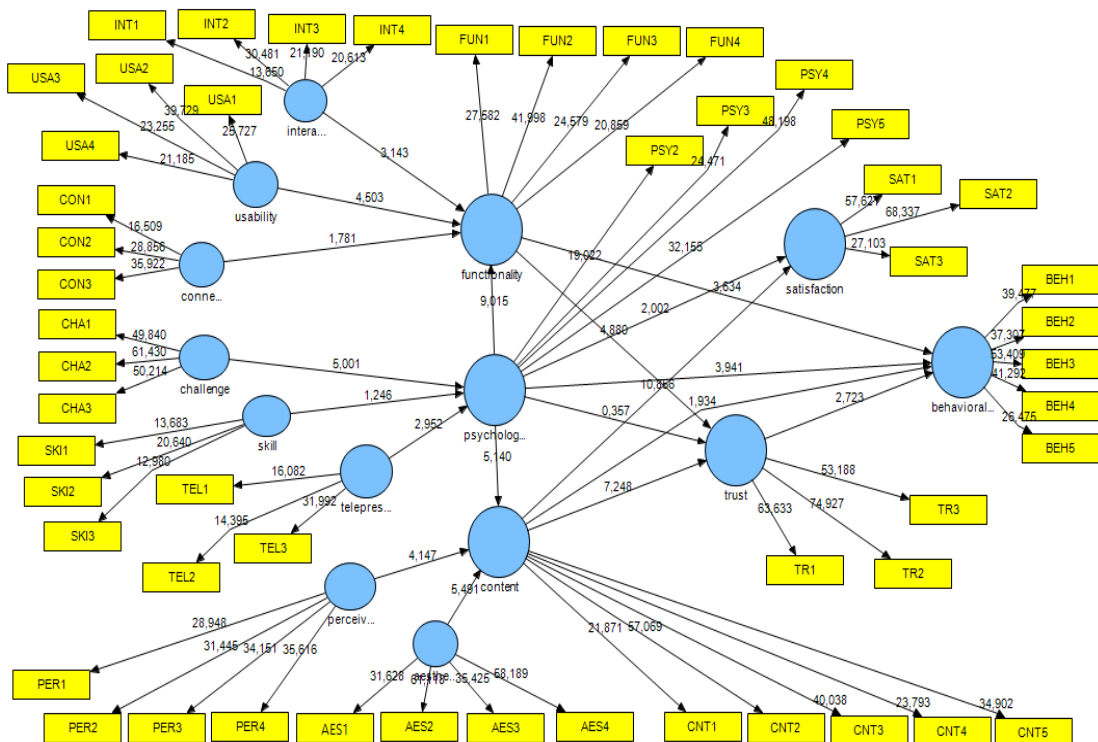 INT1
INT2
INT3
INT4
FUN1
FUN2
FUN3
FUN4
USA3
USA2
USA1
USA4
PSY4
PSY3
PSY5
PSY2
30,481
21,190
20,613
13,650
39,729
23,255
25,727
21,185
27,582
41,998
24,579
20,859
48,198
24,471
intera...
3,143
usability
4,503
CON1
CON2
CON3
16,509
28,856
35,922
conne...
1,781
functionality
9,015
19,022
32,155
SAT1
SAT2
SAT3
57,627
68,337
27,103
satisfaction
3,634
2,002
4,880
CHA1
CHA2
CHA3
49,840
61,430
50,214
challenge
5,001
1,246
2,952
psycholog...
5,140
3,941
1,934
0,357
10,866
2,723
BEH1
BEH2
BEH3
BEH4
BEH5
39,477
37,307
53,409
41,292
26,475
behavioral...
SKI1
SKI2
SKI3
13,683
20,640
12,980
skill
TEL1
TEL2
TEL3
16,082
14,395
31,992
telepres...
7,248
trust
53,188
74,927
63,633
TR3
TR1
TR2
content
4,147
5,491
perceiv...
28,948
31,445
34,151
35,616
PER1
PER2
PER3
PER4
31,628
35,425
58,189
AES1
AES2
AES3
AES4
21,871
57,069
40,038
23,793
34,902
CNT1
CNT2
CNT3
CNT4
CNT5